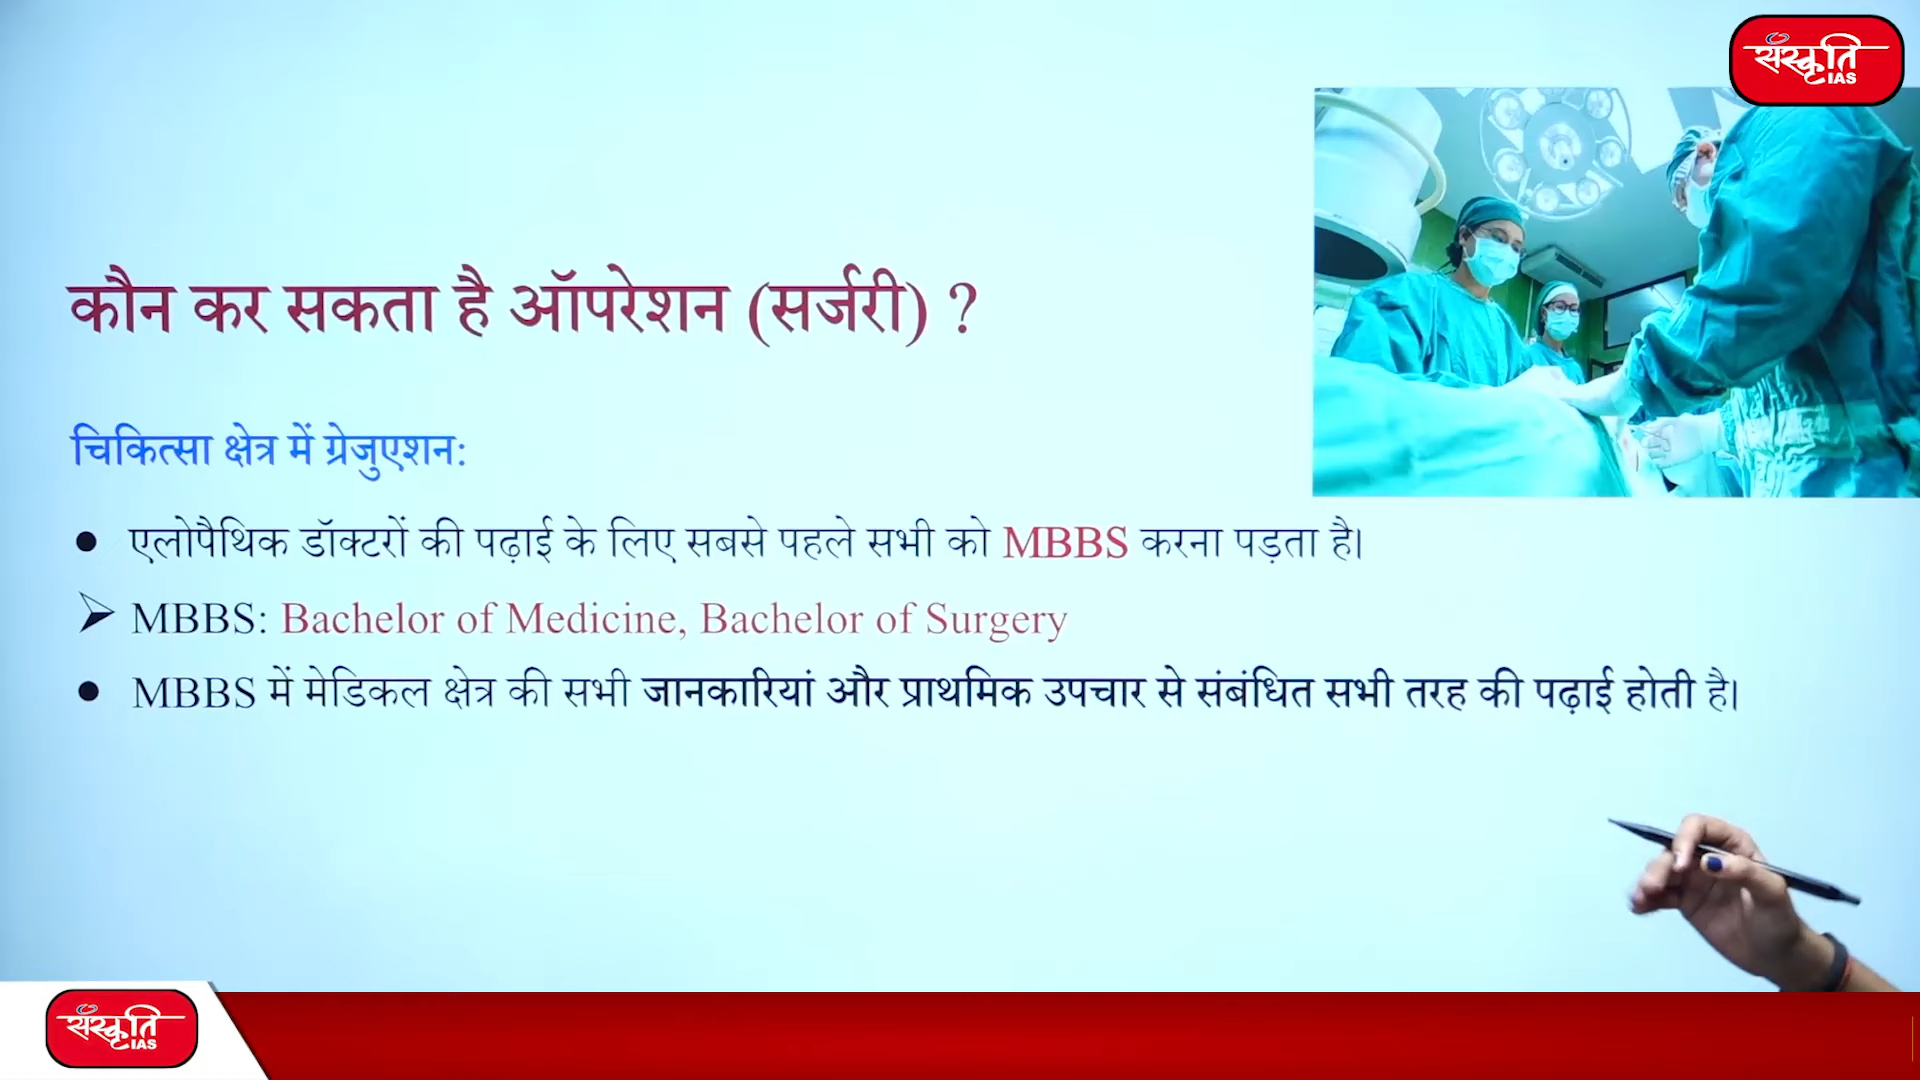 संस्कृति
IAS
कौन कर सकता है ऑपरेशन (सर्जरी) ?
चिकित्सा क्षेत्र में ग्रेजुएशन:
● एलोपैथिक डॉक्टरों की पढ़ाई के लिए सबसे पहले सभी को MBBS करना पड़ता है।
➢ MBBS: Bachelor of Medicine, Bachelor of Surgery
● MBBS में मेडिकल क्षेत्र की सभी जानकारियां और प्राथमिक उपचार से संबंधित सभी तरह की पढ़ाई होती है।
संस्कृति
IAS